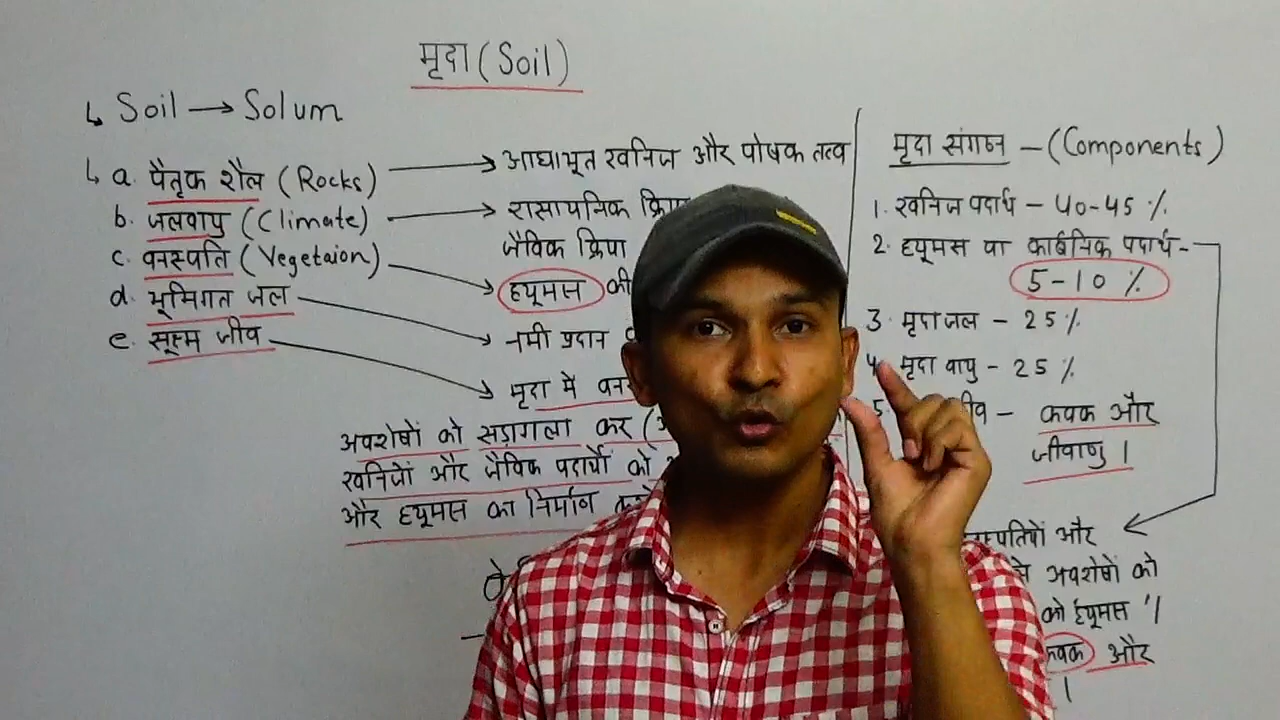 मृदा (Soil)
↳ Soil → Solum
↳ a. पैतृक शैल (Rocks) → आधाभूत खनिज और पोषक तत्व
b. जलवायु (Climate) → रासायनिक क्रिया
जैविक क्रिया
c. वनस्पति (Vegetaion) → ह्यूमस की
d. भूमिगत जल → नमी प्रदान
e. सूक्ष्म जीव → मृदा में
अवशेषों को सड़ागला कर (
खनिजों और जैविक पदार्थों को
और ह्यूमस का निर्माण
मृदा संगठन - (Components)
1. खनिज पदार्थ - 40-45 %
2. ह्यूमस या कार्बनिक पदार्थ -
5-10 %
3. मृदा जल - 25 %
4. मृदा वायु - 25 %
5. - कवक और
जीवाणु ।
और
अवशेषों को
को ह्यूमस '।
कवक और
।